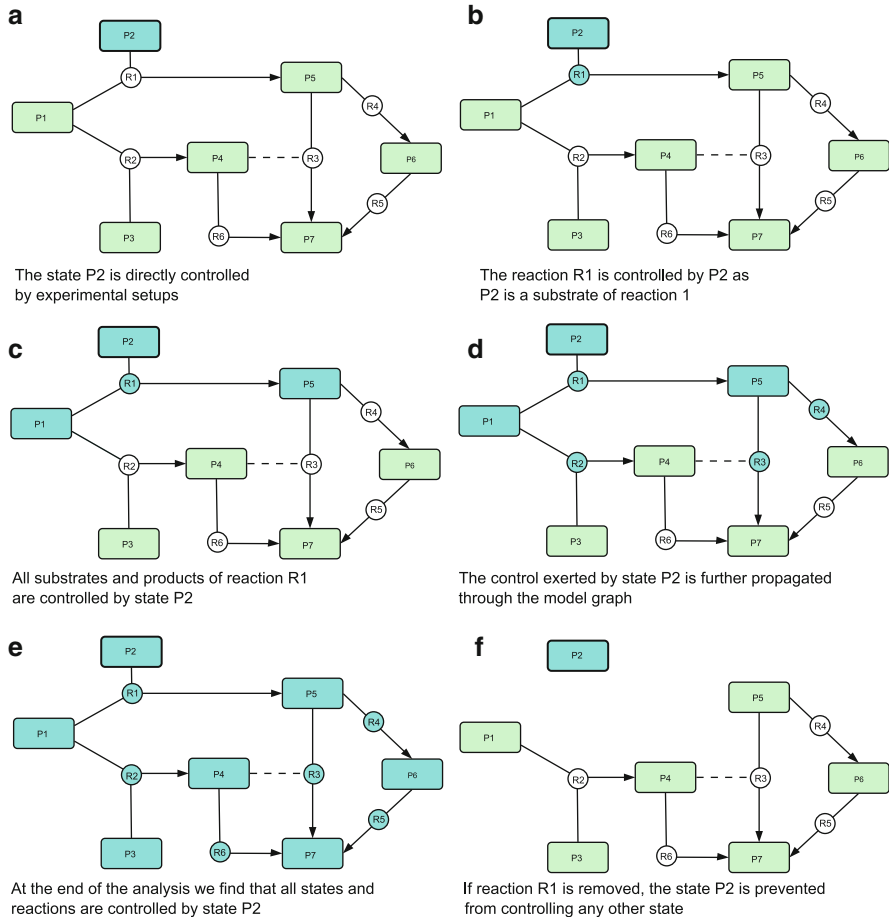 a
P2
R1
P5
R4
P1
R2
P4
R3
P6
R5
P3
R6
P7
The state P2 is directly controlled
by experimental setups
b
P2
R1
P5
R4
P1
R2
P4
R3
P6
R5
P3
R6
P7
The reaction R1 is controlled by P2 as
P2 is a substrate of reaction 1
c
P2
R1
P5
R4
P1
R2
P4
R3
P6
R5
P3
R6
P7
All substrates and products of reaction R1
are controlled by state P2
d
P2
R1
P5
R4
P1
R2
P4
R3
P6
R5
P3
R6
P7
The control exerted by state P2 is further propagated
through the model graph
e
P2
R1
P5
R4
P1
R2
P4
R3
P6
R5
P3
R6
P7
At the end of the analysis we find that all states and
reactions are controlled by state P2
f
P2
P5
R4
P1
R2
P4
R3
P6
R5
P3
R6
P7
If reaction R1 is removed, the state P2 is prevented
from controlling any other state